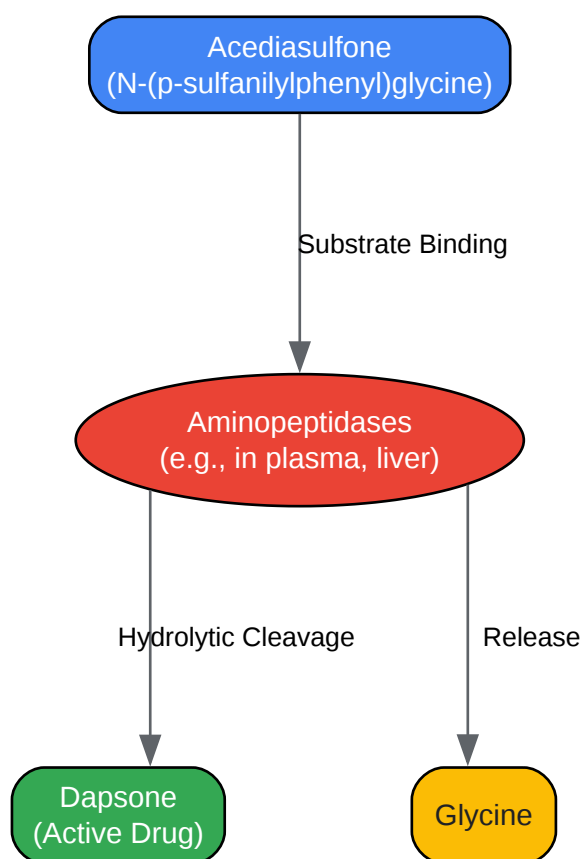 Acediasulfone
(N-(p-sulfanilylphenyl)glycine)
Substrate Binding
Aminopeptidases
(e.g., in plasma, liver)
Hydrolytic Cleavage
Release
Dapsone
(Active Drug)
Glycine